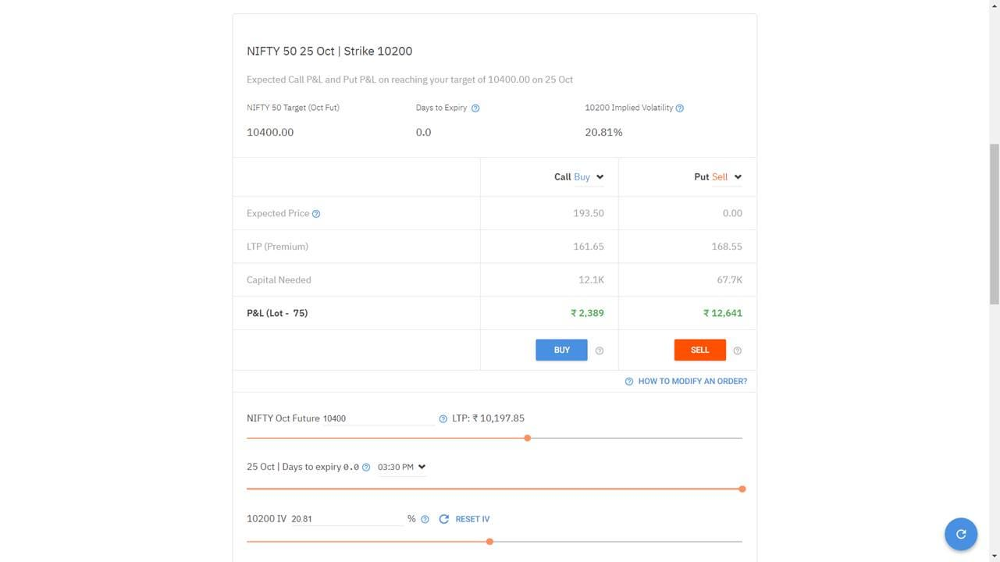 NIFTY 50 25 Oct | Strike 10200
Expected Call P&L and Put P&L on reaching your target of 10400.00 on 25 Oct
NIFTY 50 Target (Oct Fut) Days to Expiry 10200 Implied Volatility
10400.00 0.0 20.81%
Call Buy Put Sell
Expected Price 193.50 0.00
LTP (Premium) 161.65 168.55
Capital Needed 12.1K 67.7K
P&L (Lot - 75) ₹ 2,389 ₹ 12,641
BUY SELL
HOW TO MODIFY AN ORDER?
NIFTY Oct Future 10400 LTP: ₹ 10,197.85
25 Oct | Days to expiry 0.0 03:30 PM
10200 IV 20.81 % RESET IV